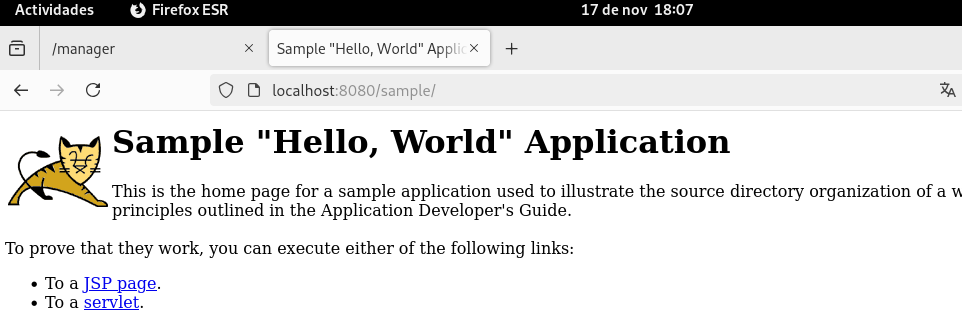 Actividades Firefox ESR 17 de nov 18:07
/manager Sample "Hello, World" Applic
localhost:8080/sample/
Sample "Hello, World" Application
This is the home page for a sample application used to illustrate the source directory organization of a w
principles outlined in the Application Developer's Guide.
To prove that they work, you can execute either of the following links:
• To a JSP page.
• To a servlet.